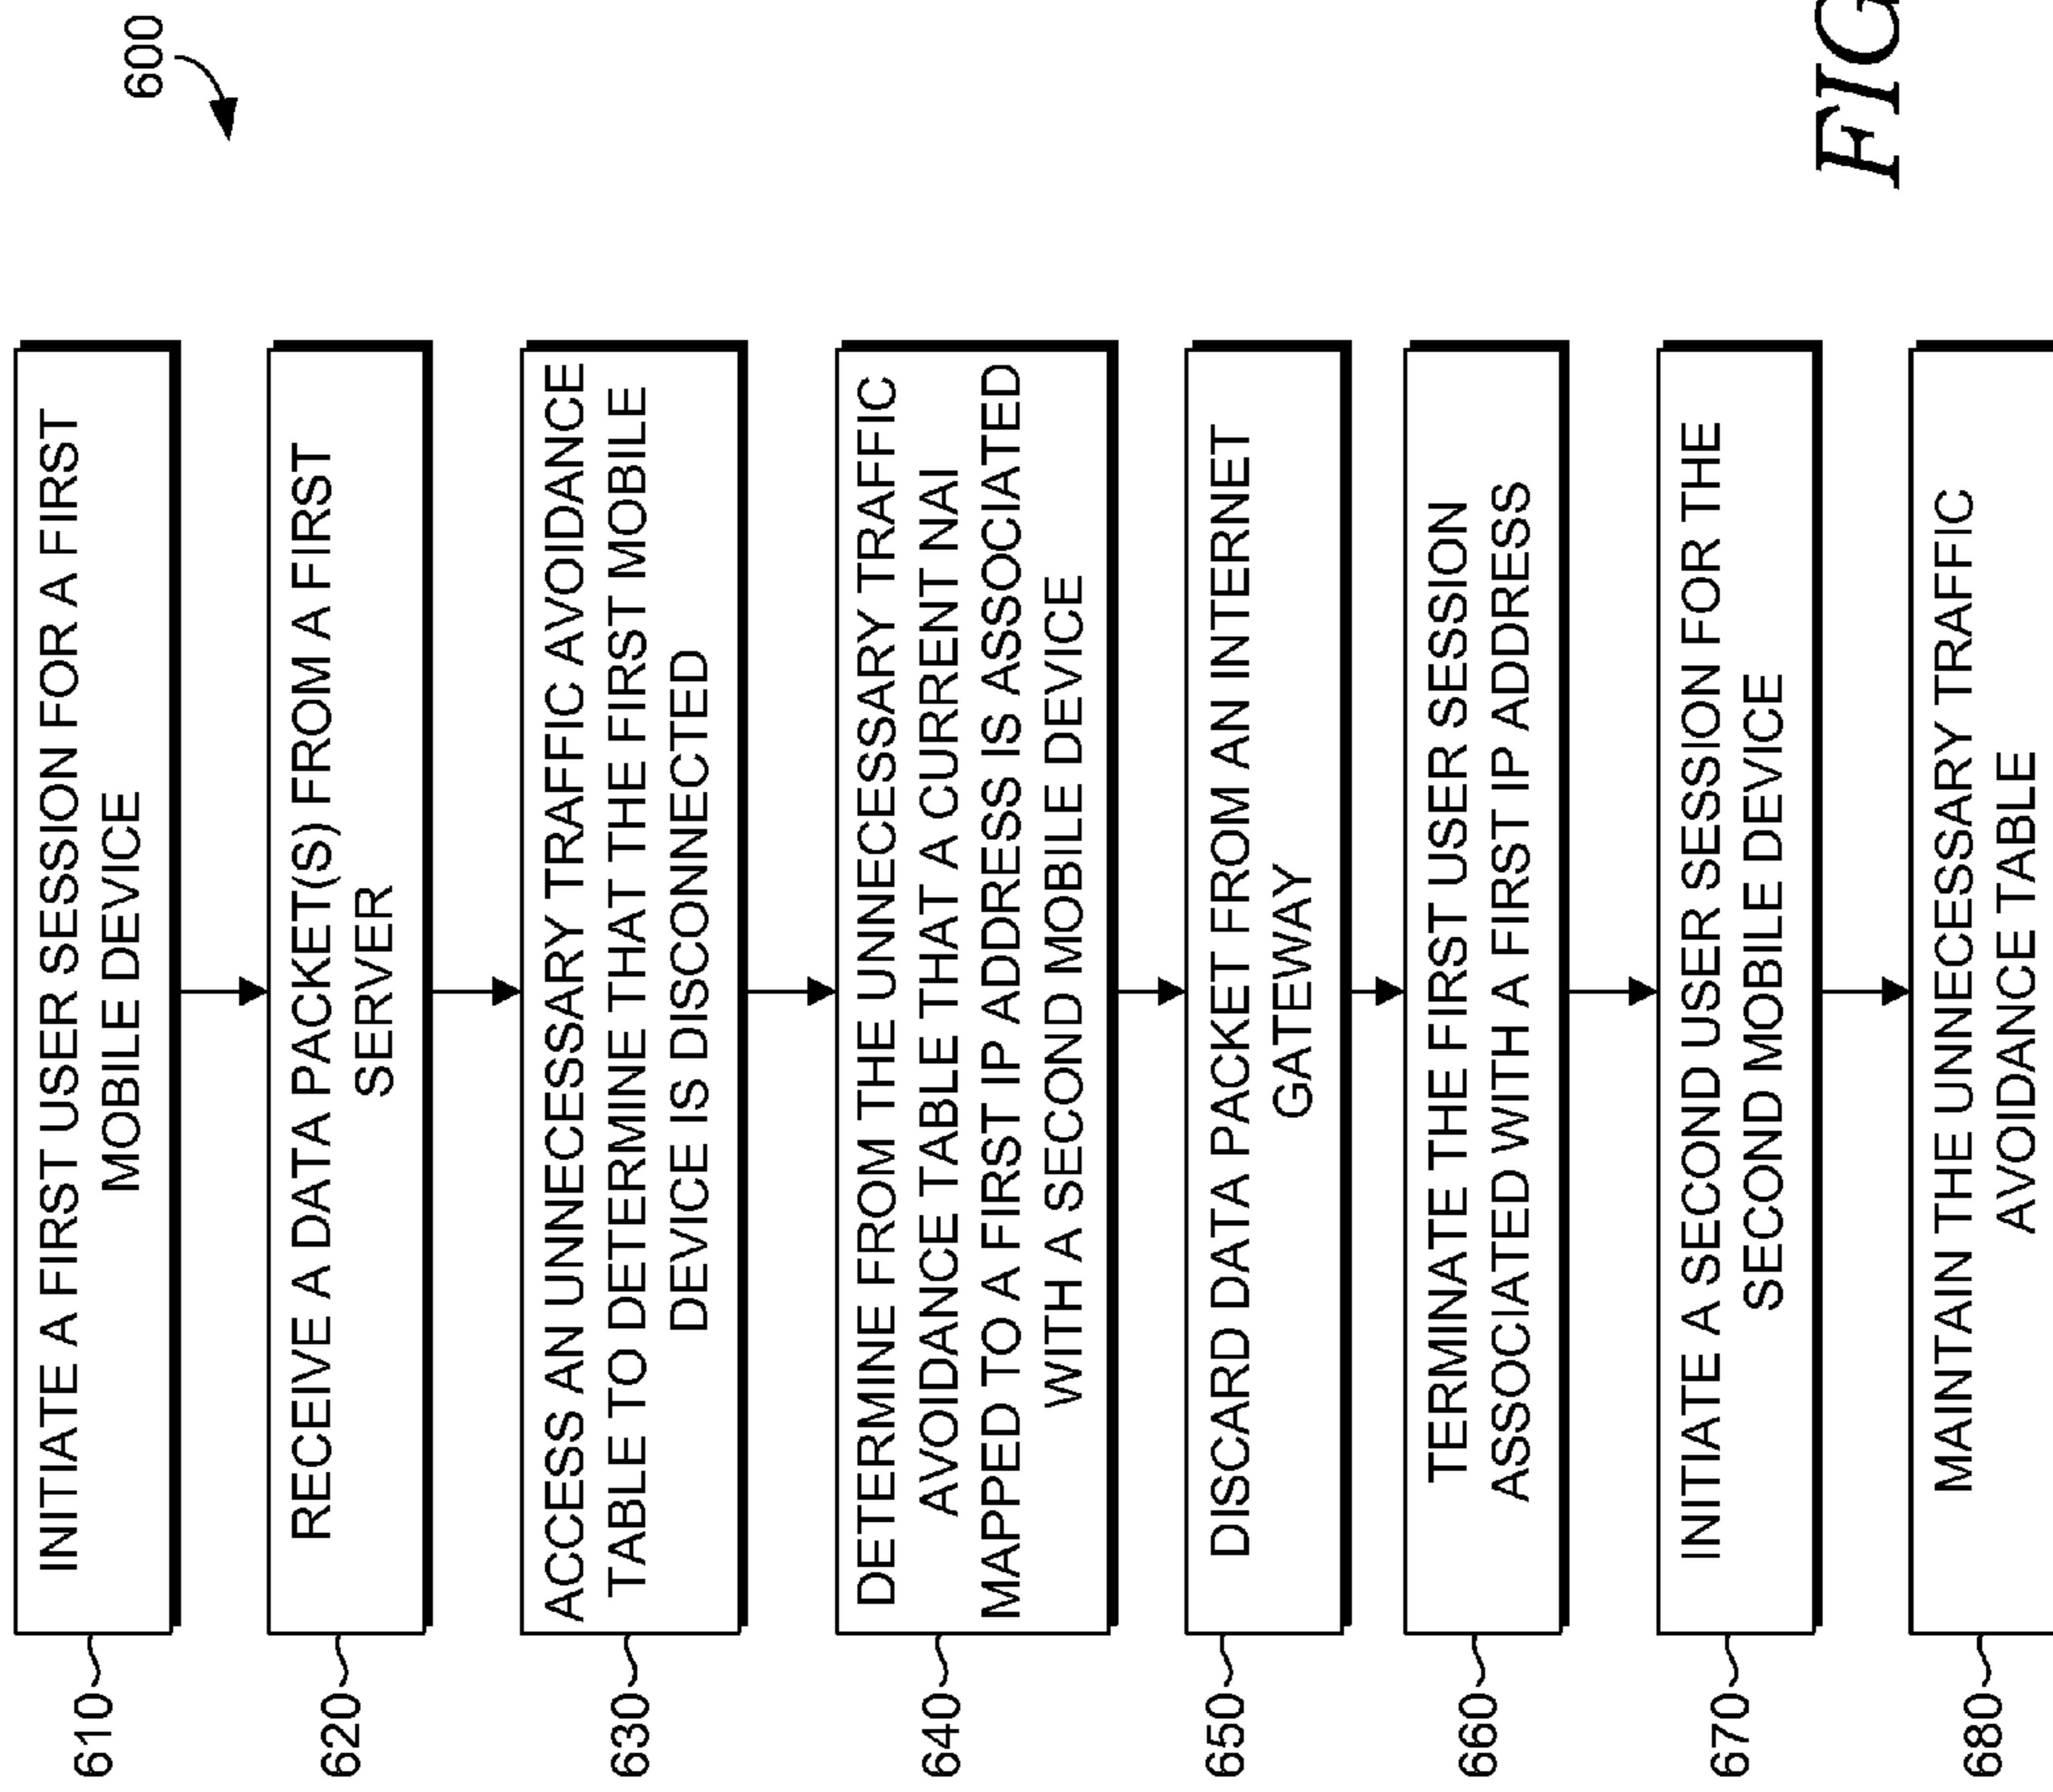 600
610
INITIATE A FIRST USER SESSION FOR A FIRST
MOBILE DEVICE
620
RECEIVE A DATA PACKET(S) FROM A FIRST
SERVER
630
ACCESS AN UNNECESSARY TRAFFIC AVOIDANCE
TABLE TO DETERMINE THAT THE FIRST MOBILE
DEVICE IS DISCONNECTED
640
DETERMINE FROM THE UNNECESSARY TRAFFIC
AVOIDANCE TABLE THAT A CURRENT NAI
MAPPED TO A FIRST IP ADDRESS IS ASSOCIATED
WITH A SECOND MOBILE DEVICE
650
DISCARD DATA PACKET FROM AN INTERNET
GATEWAY
660
TERMINATE THE FIRST USER SESSION
ASSOCIATED WITH A FIRST IP ADDRESS
670
INITIATE A SECOND USER SESSION FOR THE
SECOND MOBILE DEVICE
680
MAINTAIN THE UNNECESSARY TRAFFIC
AVOIDANCE TABLE
FIG